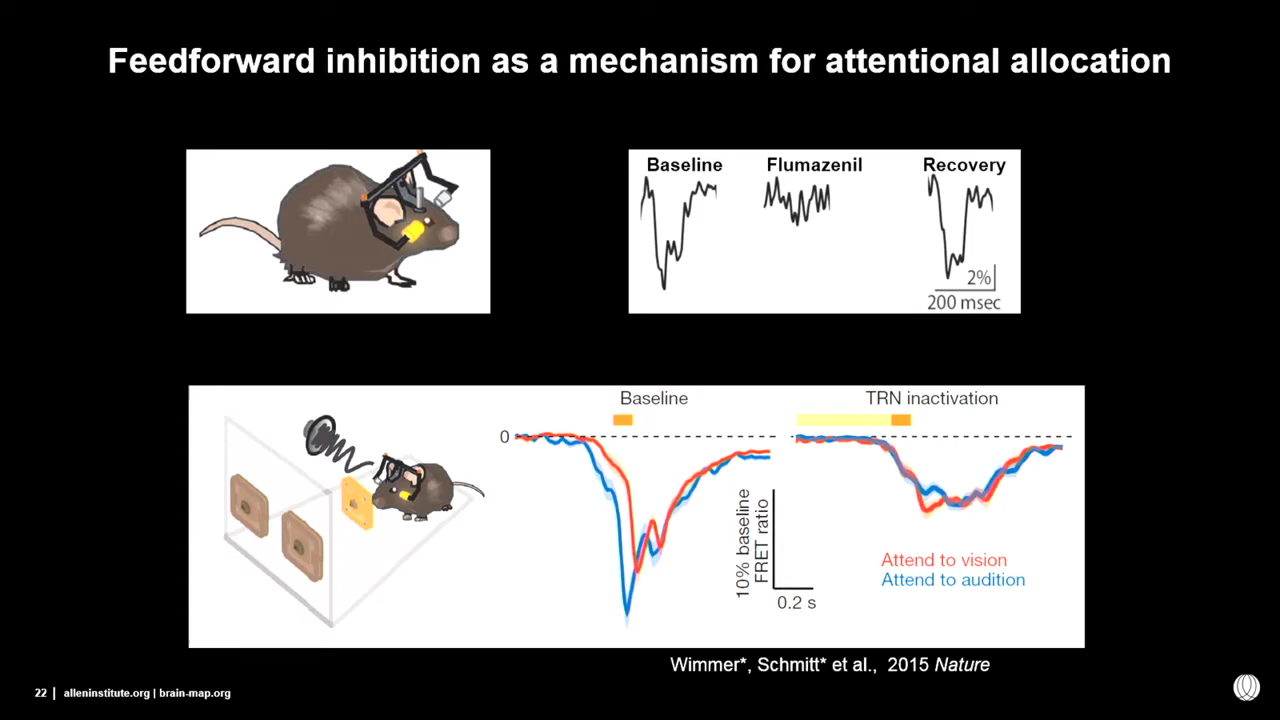 Feedforward inhibition as a mechanism for attentional allocation
Baseline
Flumazenil
Recovery
2%
200 msec
Baseline
TRN inactivation
0
10% baseline
FRET ratio
0.2 s
Attend to vision
Attend to audition
Wimmer*, Schmitt* et al., 2015 Nature
22 | alleninstitute.org | brain-map.org